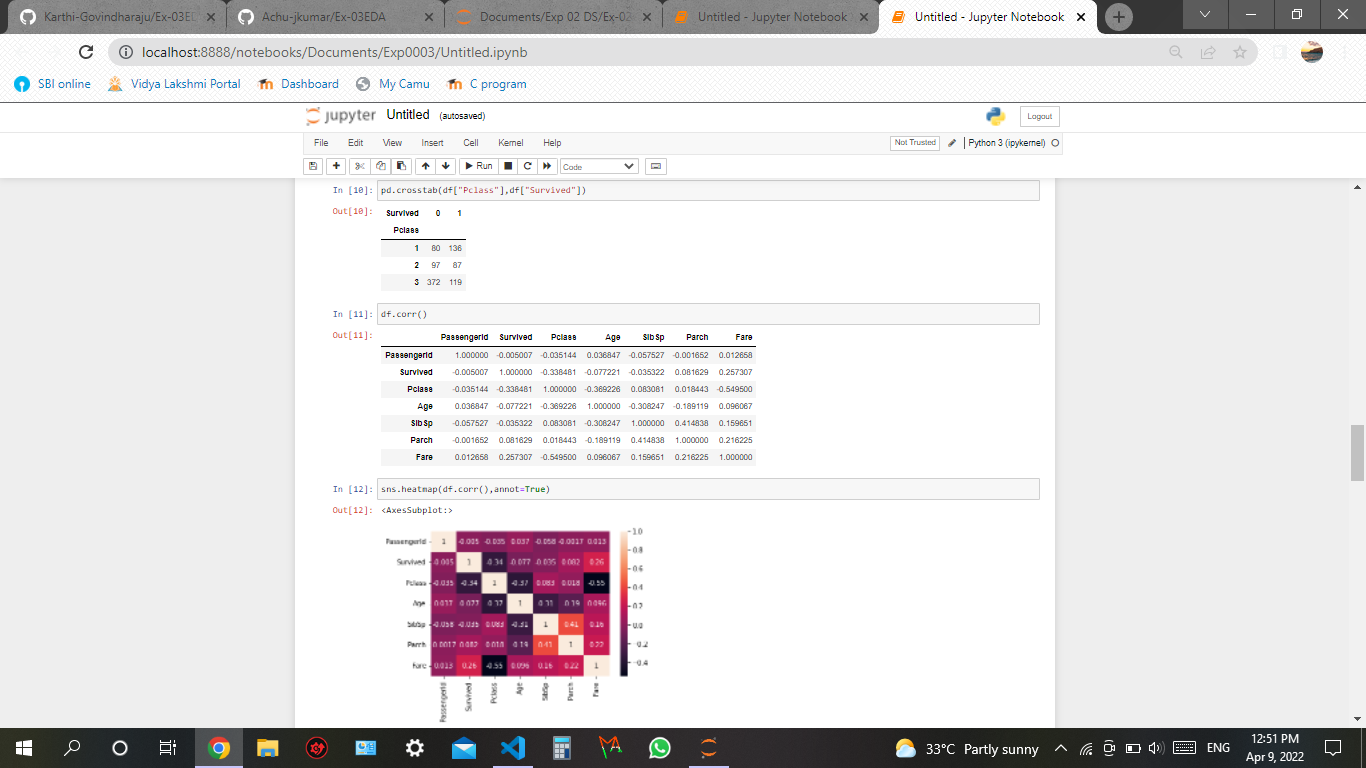 Karthi-Govindharaju/Ex-03ED
Achu-jkumar/Ex-03EDA
Documents/Exp 02 DS/Ex-02
Untitled - Jupyter Notebook
Untitled - Jupyter Notebook
localhost:8888/notebooks/Documents/Exp0003/Untitled.ipynb
SBI online Vidya Lakshmi Portal Dashboard My Camu C program
jupyter Untitled (autosaved) Logout
File Edit View Insert Cell Kernel Help Not Trusted Python 3 (ipykernel)
Run Code
In [10]: pd.crosstab(df["Pclass"],df["Survived"])
Out[10]: Survived 0 1
Pclass
1 80 136
2 97 87
3 372 119
In [11]: df.corr()
Out[11]: PassengerId Survived Pclass Age SibSp Parch Fare
PassengerId 1.000000 -0.005007 -0.035144 0.036847 -0.057527 -0.001652 0.012658
Survived -0.005007 1.000000 -0.338481 -0.077221 -0.035322 0.081629 0.257307
Pclass -0.035144 -0.338481 1.000000 -0.369226 0.083081 0.018443 -0.549500
Age 0.036847 -0.077221 -0.369226 1.000000 -0.308247 -0.189119 0.096067
SibSp -0.057527 -0.035322 0.083081 -0.308247 1.000000 0.414838 0.159651
Parch -0.001652 0.081629 0.018443 -0.189119 0.414838 1.000000 0.216225
Fare 0.012658 0.257307 -0.549500 0.096067 0.159651 0.216225 1.000000
In [12]: sns.heatmap(df.corr(),annot=True)
Out[12]: <AxesSubplot:>
PassengerId 1 -0.005 -0.035 0.037 -0.058 -0.0017 0.013
Survived -0.005 1 -0.34 -0.077 -0.035 0.082 0.26
Pclass -0.035 -0.34 1 -0.37 0.083 0.018 -0.55
Age 0.037 -0.077 -0.37 1 -0.31 -0.19 0.096
SibSp -0.058 -0.035 0.083 -0.31 1 0.41 0.16
Parch -0.0017 0.082 0.018 -0.19 0.41 1 0.22
Fare 0.013 0.26 -0.55 0.096 0.16 0.22 1
PassengerId Survived Pclass Age SibSp Parch Fare
1.0
0.8
0.6
0.4
0.2
0.0
-0.2
-0.4
33°C Partly sunny ENG 12:51 PM
Apr 9, 2022